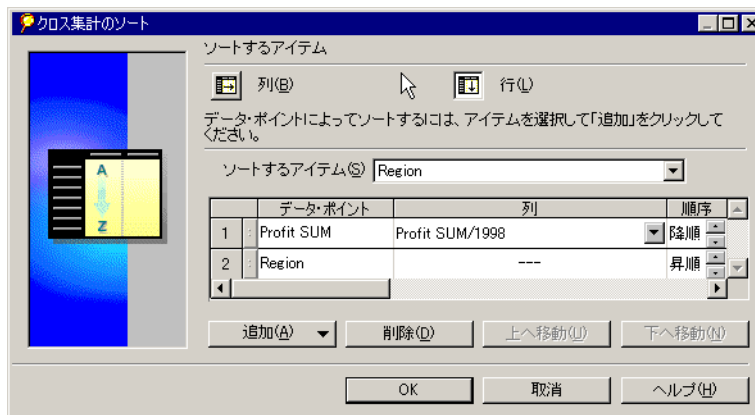 クロス集計のソート
ソートするアイテム
列(B)
行(L)
データ・ポイントによってソートするには、アイテムを選択して「追加」をクリックして
ください。
ソートするアイテム(S) Region
データ・ポイント 列 順序
1 Profit SUM Profit SUM/1998 降順
2 Region --- 昇順
A
Z
追加(A) 削除(D) 上へ移動(U) 下へ移動(N)
OK 取消 ヘルプ(H)